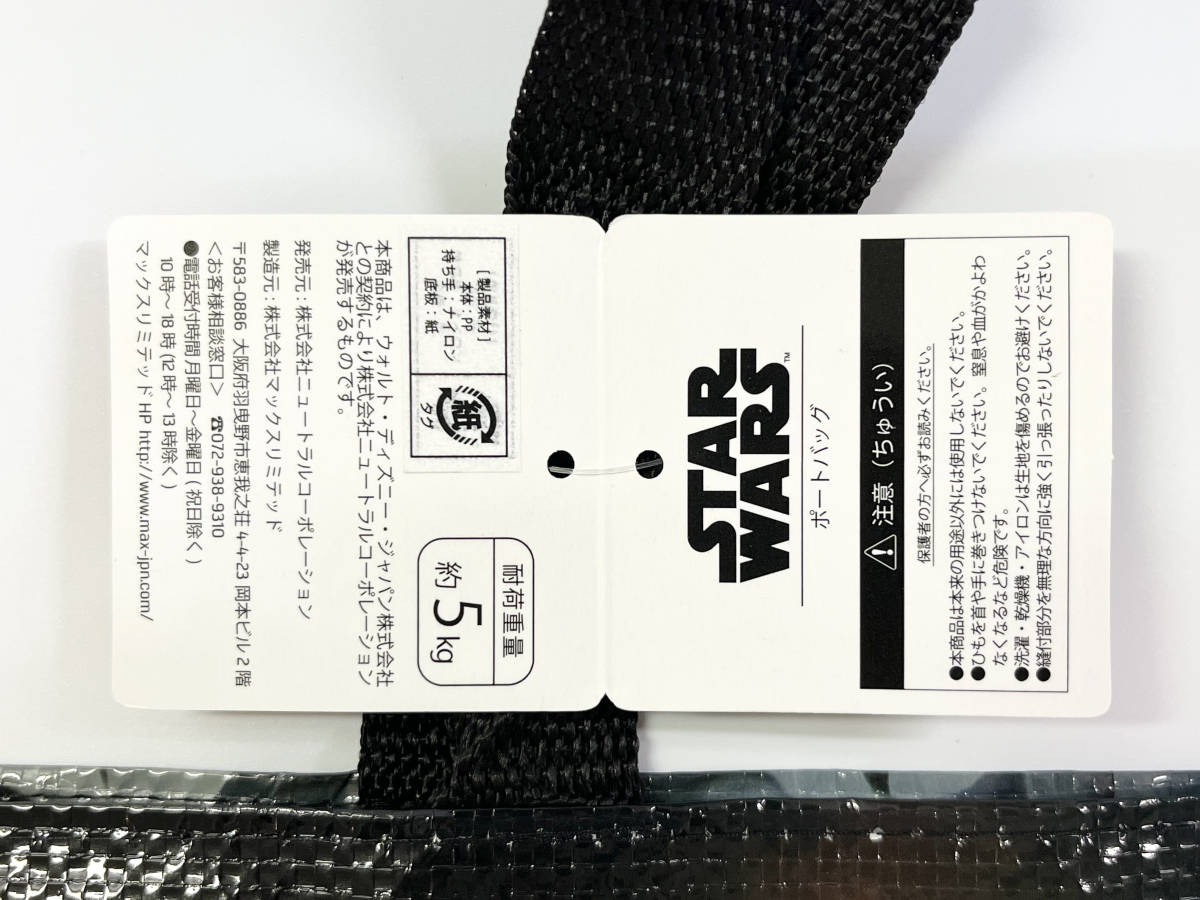 STAR
WARS™
ポートバッグ
注意（ちゅうい）
保護者の方へ必ずお読みください。
●本商品は本来の用途以外には使用しないでください。
●ひもを首や手に巻きつけないでください。窒息や血がかよわ
なくなるなど危険です。
●洗濯・乾燥機・アイロンは生地を傷めるのでお避けください。
●縫付部分を無理な方向に強く引っ張ったりしないでください。
[製品素材]
本体：PP
持ち手：ナイロン
底板：紙
紙
タグ
耐荷重量
約5kg
本商品は、ウォルト・ディズニー・ジャパン株式会社
との契約により株式会社ニュートラルコーポレーション
が発売するものです。
発売元：株式会社ニュートラルコーポレーション
製造元：株式会社マックスリミテッド
〒583-0886 大阪府羽曳野市恵我之荘 4-4-23 岡本ビル 2 階
＜お客様相談窓口＞ ☎072-938-9310
●電話受付時間 月曜日～金曜日 ( 祝日除く )
10 時～ 18 時 (12 時～ 13 時除く )
マックスリミテッド HP http://www.max-jpn.com/